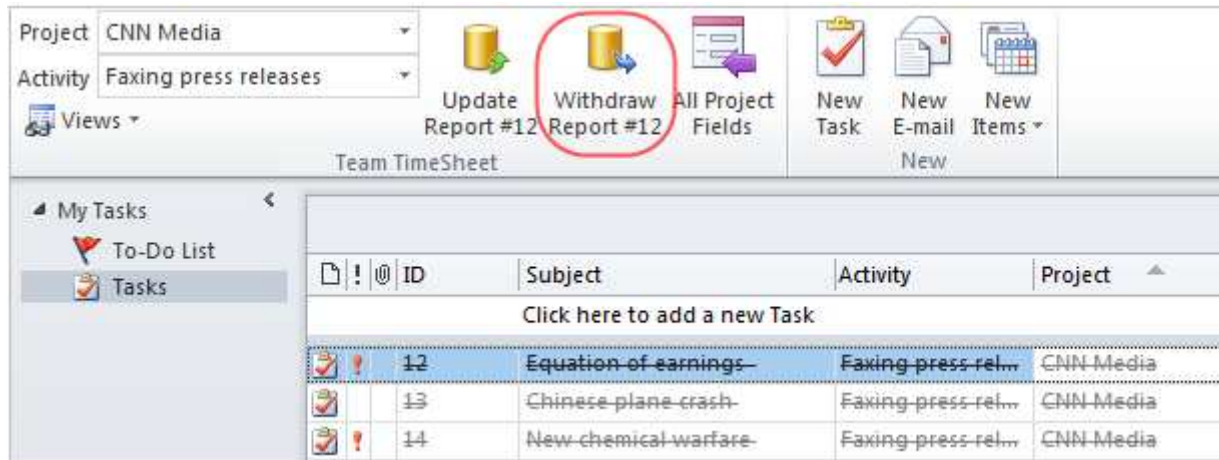 Project CNN Media
Activity Faxing press releases
Views
Update Report #12
Withdraw Report #12
All Project Fields
New Task
New E-mail
New Items
Team TimeSheet
New
My Tasks
To-Do List
Tasks
ID Subject Activity Project
Click here to add a new Task
12 Equation of earnings Faxing press rel... CNN Media
13 Chinese plane crash Faxing press rel... CNN Media
14 New chemical warfare Faxing press rel... CNN Media